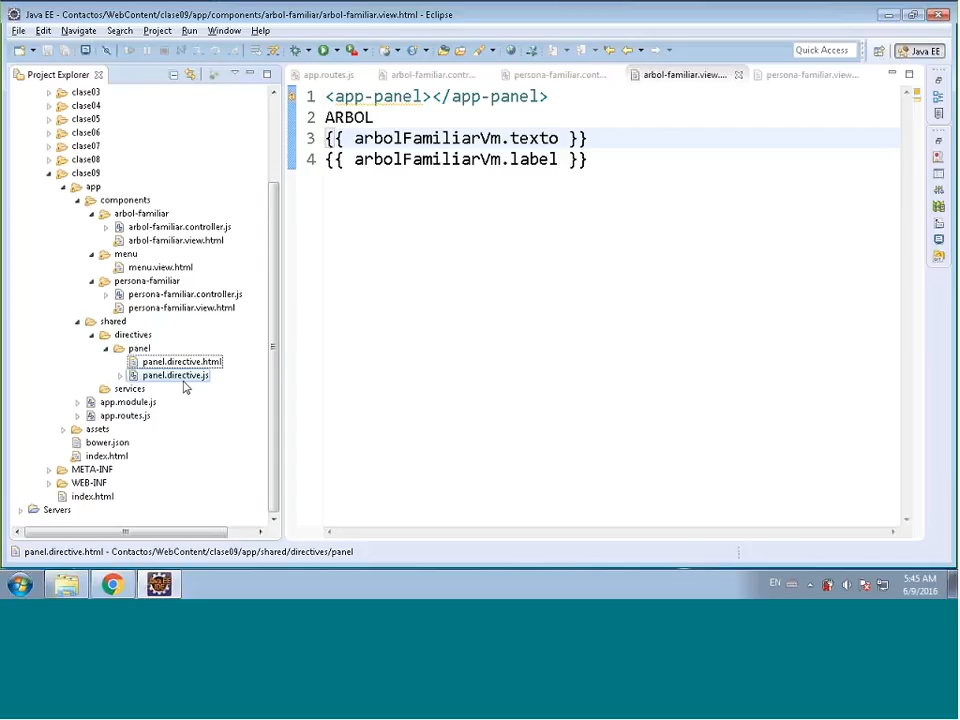 Java EE - Contactos/WebContent/clase09/app/components/arbol-familiar/arbol-familiar.view.html - Eclipse
File Edit Navigate Search Project Run Window Help
Quick Access
Java EE
Project Explorer
clase03
clase04
clase05
clase06
clase07
clase08
clase09
app
components
arbol-familiar
arbol-familiar.controller.js
arbol-familiar.view.html
menu
menu.view.html
persona-familiar
persona-familiar.controller.js
persona-familiar.view.html
shared
directives
panel
panel.directive.html
panel.directive.js
services
app.module.js
app.routes.js
assets
bower.json
index.html
META-INF
WEB-INF
index.html
Servers
app.routes.js arbol-familiar.contr... persona-familiar.cont... arbol-familiar.view.... persona-familiar.view...
1 <app-panel></app-panel>
2 ARBOL
3 {{ arbolFamiliarVm.texto }}
4 {{ arbolFamiliarVm.label }}
panel.directive.html - Contactos/WebContent/clase09/app/shared/directives/panel
EN
5:45 AM
6/9/2016